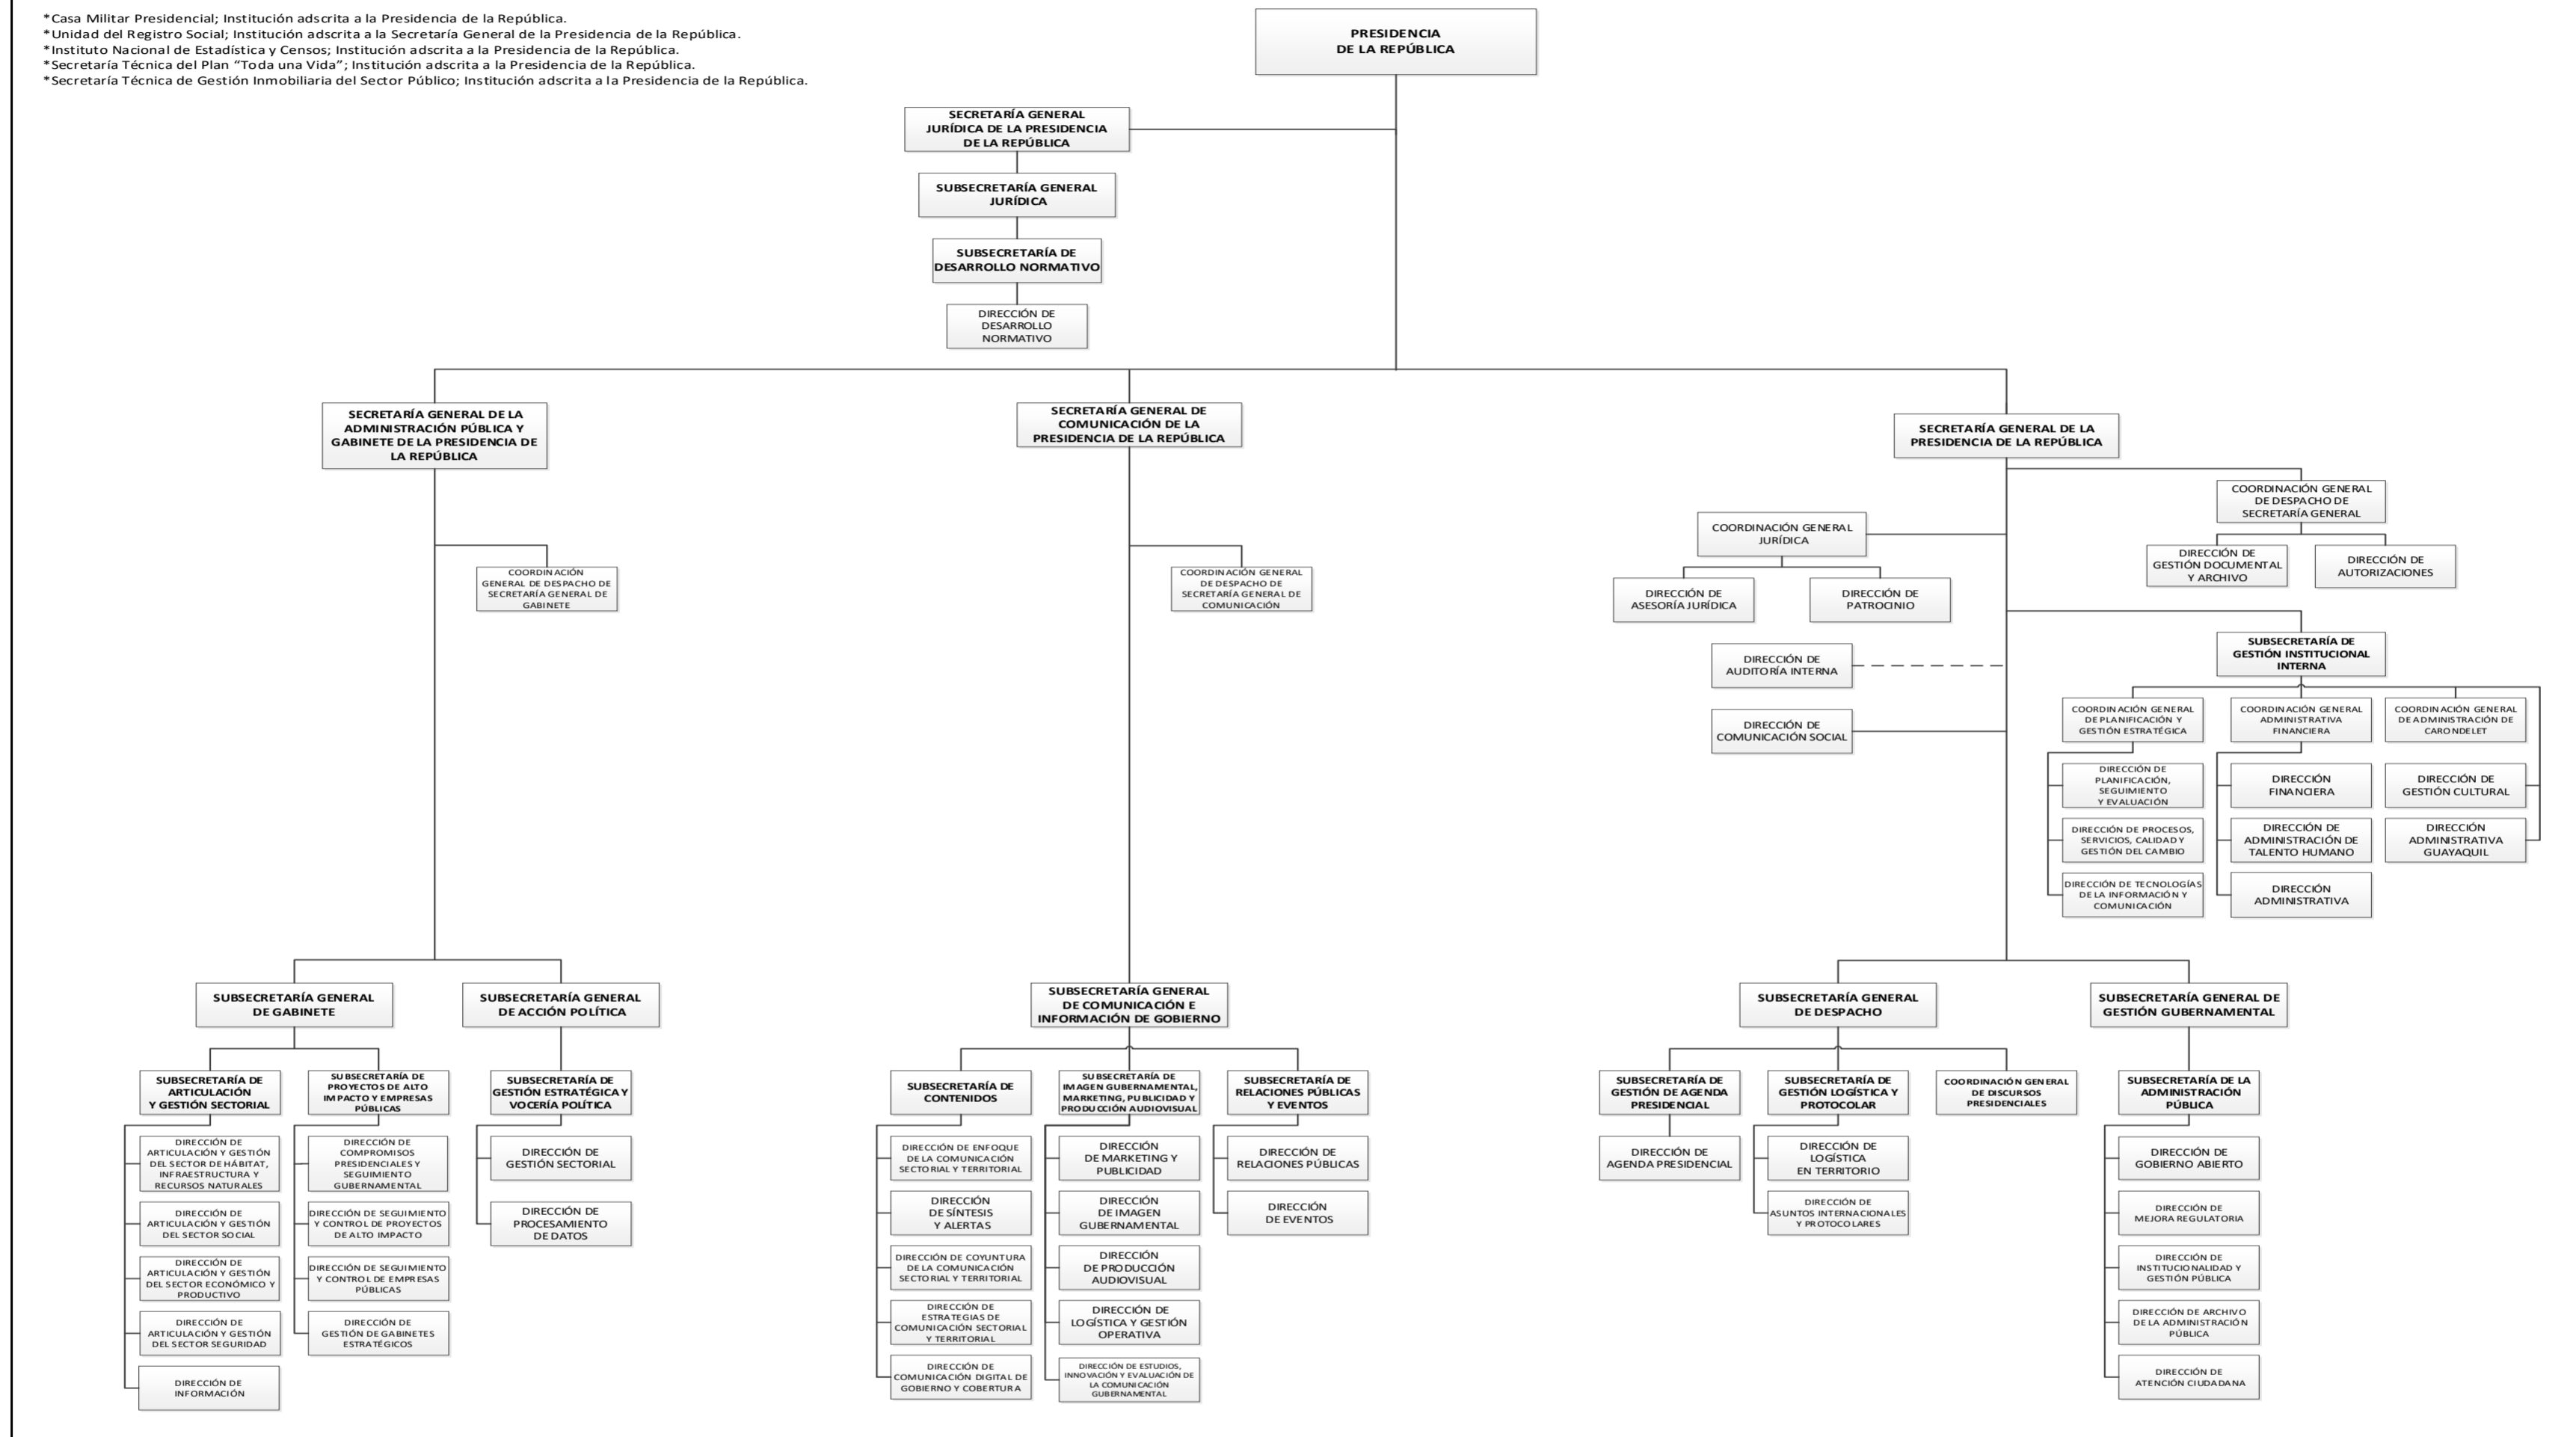 *Casa Militar Presidencial; Institución adscrita a la Presidencia de la República.
*Unidad del Registro Social; Institución adscrita a la Secretaría General de la Presidencia de la República.
*Instituto Nacional de Estadística y Censos; Institución adscrita a la Presidencia de la República.
*Secretaría Técnica del Plan “Toda una Vida”; Institución adscrita a la Presidencia de la República.
*Secretaría Técnica de Gestión Inmobiliaria del Sector Público; Institución adscrita a la Presidencia de la República.
PRESIDENCIA
DE LA REPÚBLICA
SECRETARÍA GENERAL
JURÍDICA DE LA PRESIDENCIA
DE LA REPÚBLICA
SUBSECRETARÍA GENERAL
JURÍDICA
SUBSECRETARÍA DE
DESARROLLO NORMATIVO
DIRECCIÓN DE
DESARROLLO
NORMATIVO
SECRETARÍA GENERAL DE LA
ADMINISTRACIÓN PÚBLICA Y
GABINETE DE LA PRESIDENCIA DE
LA REPÚBLICA
COORDINACIÓN
GENERAL DE DESPACHO DE
SECRETARÍA GENERAL DE
GABINETE
SUBSECRETARÍA GENERAL
DE GABINETE
SUBSECRETARÍA DE
ARTICULACIÓN
Y GESTIÓN SECTORIAL
DIRECCIÓN DE
ARTICULACIÓN Y GESTIÓN
DEL SECTOR DE HÁBITAT,
INFRAESTRUCTURA Y
RECURSOS NATURALES
DIRECCIÓN DE
ARTICULACIÓN Y GESTIÓN
DEL SECTOR SOCIAL
DIRECCIÓN DE
ARTICULACIÓN Y GESTIÓN
DEL SECTOR ECONÓMICO Y
PRODUCTIVO
DIRECCIÓN DE
ARTICULACIÓN Y GESTIÓN
DEL SECTOR SEGURIDAD
DIRECCIÓN DE
INFORMACIÓN
SUBSECRETARÍA DE
PROYECTOS DE ALTO
IMPACTO Y EMPRESAS
PÚBLICAS
DIRECCIÓN DE
COMPROMISOS
PRESIDENCIALES Y
SEGUIMIENTO
GUBERNAMENTAL
DIRECCIÓN DE SEGUIMIENTO
Y CONTROL DE PROYECTOS
DE ALTO IMPACTO
DIRECCIÓN DE SEGUIMIENTO
Y CONTROL DE EMPRESAS
PÚBLICAS
DIRECCIÓN DE
GESTIÓN DE GABINETES
ESTRATÉGICOS
SUBSECRETARÍA GENERAL
DE ACCIÓN POLÍTICA
SUBSECRETARÍA DE
GESTIÓN ESTRATÉGICA Y
VOCERÍA POLÍTICA
DIRECCIÓN DE
GESTIÓN SECTORIAL
DIRECCIÓN DE
PROCESAMIENTO
DE DATOS
SECRETARÍA GENERAL DE
COMUNICACIÓN DE LA
PRESIDENCIA DE LA REPÚBLICA
COORDINACIÓN GENERAL
DE DESPACHO DE
SECRETARÍA GENERAL DE
COMUNICACIÓN
SUBSECRETARÍA GENERAL
DE COMUNICACIÓN E
INFORMACIÓN DE GOBIERNO
SUBSECRETARÍA DE
CONTENIDOS
DIRECCIÓN DE ENFOQUE
DE LA COMUNICACIÓN
SECTORIAL Y TERRITORIAL
DIRECCIÓN
DE SÍNTESIS
Y ALERTAS
DIRECCIÓN DE COYUNTURA
DE LA COMUNICACIÓN
SECTORIAL Y TERRITORIAL
DIRECCIÓN DE
ESTRATEGIAS DE
COMUNICACIÓN SECTORIAL
Y TERRITORIAL
DIRECCIÓN DE
COMUNICACIÓN DIGITAL DE
GOBIERNO Y COBERTURA
SUBSECRETARÍA DE
IMAGEN GUBERNAMENTAL,
MARKETING, PUBLICIDAD Y
PRODUCCIÓN AUDIOVISUAL
DIRECCIÓN
DE MARKETING Y
PUBLICIDAD
DIRECCIÓN
DE IMAGEN
GUBERNAMENTAL
DIRECCIÓN
DE PRODUCCIÓN
AUDIOVISUAL
DIRECCIÓN DE
LOGÍSTICA Y GESTIÓN
OPERATIVA
DIRECCIÓN DE ESTUDIOS,
INNOVACIÓN Y EVALUACIÓN DE
LA COMUNICACIÓN
GUBERNAMENTAL
SUBSECRETARÍA DE
RELACIONES PÚBLICAS
Y EVENTOS
DIRECCIÓN DE
RELACIONES PÚBLICAS
DIRECCIÓN
DE EVENTOS
SECRETARÍA GENERAL DE LA
PRESIDENCIA DE LA REPÚBLICA
COORDINACIÓN GENERAL
DE DESPACHO DE
SECRETARÍA GENERAL
DIRECCIÓN DE
GESTIÓN DOCUMENTAL
Y ARCHIVO
DIRECCIÓN DE
AUTORIZACIONES
COORDINACIÓN GENERAL
JURÍDICA
DIRECCIÓN DE
ASESORÍA JURÍDICA
DIRECCIÓN DE
PATROCINIO
DIRECCIÓN DE
AUDITORÍA INTERNA
DIRECCIÓN DE
COMUNICACIÓN SOCIAL
SUBSECRETARÍA DE
GESTIÓN INSTITUCIONAL
INTERNA
COORDINACIÓN GENERAL
DE PLANIFICACIÓN Y
GESTIÓN ESTRATÉGICA
DIRECCIÓN DE
PLANIFICACIÓN,
SEGUIMIENTO
Y EVALUACIÓN
DIRECCIÓN DE PROCESOS,
SERVICIOS, CALIDAD Y
GESTIÓN DEL CAMBIO
DIRECCIÓN DE TECNOLOGÍAS
DE LA INFORMACIÓN Y
COMUNICACIÓN
COORDINACIÓN GENERAL
ADMINISTRATIVA
FINANCIERA
DIRECCIÓN
FINANCIERA
DIRECCIÓN DE
ADMINISTRACIÓN DE
TALENTO HUMANO
DIRECCIÓN
ADMINISTRATIVA
COORDINACIÓN GENERAL
DE ADMINISTRACIÓN DE
CARONDELET
DIRECCIÓN DE
GESTIÓN CULTURAL
DIRECCIÓN
ADMINISTRATIVA
GUAYAQUIL
SUBSECRETARÍA GENERAL
DE DESPACHO
SUBSECRETARÍA DE
GESTIÓN DE AGENDA
PRESIDENCIAL
DIRECCIÓN DE
AGENDA PRESIDENCIAL
SUBSECRETARÍA DE
GESTIÓN LOGÍSTICA Y
PROTOCOLAR
DIRECCIÓN DE
LOGÍSTICA
EN TERRITORIO
DIRECCIÓN DE
ASUNTOS INTERNACIONALES
Y PROTOCOLARES
COORDINACIÓN GENERAL
DE DISCURSOS
PRESIDENCIALES
SUBSECRETARÍA GENERAL DE
GESTIÓN GUBERNAMENTAL
SUBSECRETARÍA DE LA
ADMINISTRACIÓN
PÚBLICA
DIRECCIÓN DE
GOBIERNO ABIERTO
DIRECCIÓN DE
MEJORA REGULATORIA
DIRECCIÓN DE
INSTITUCIONALIDAD Y
GESTIÓN PÚBLICA
DIRECCIÓN DE ARCHIVO
DE LA ADMINISTRACIÓN
PÚBLICA
DIRECCIÓN DE
ATENCIÓN CIUDADANA